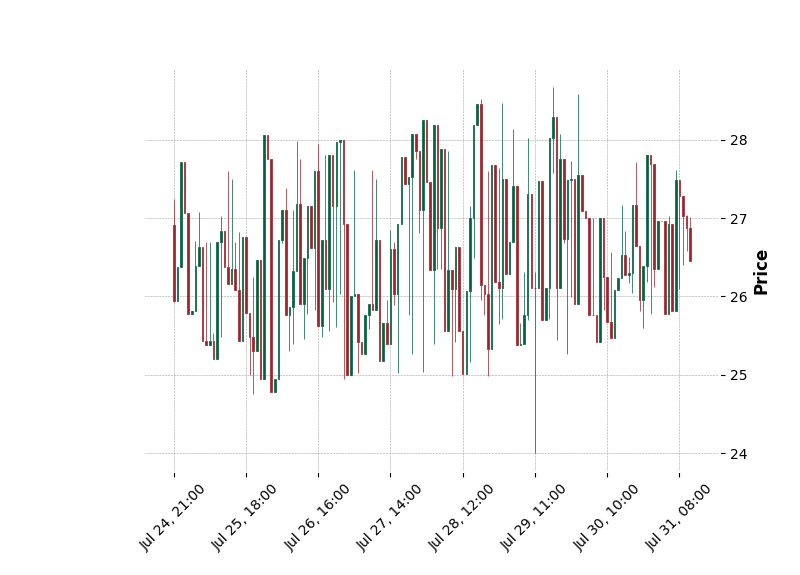 28
27
26
25
24
Price
Jul 24, 21:00
Jul 25, 18:00
Jul 26, 16:00
Jul 27, 14:00
Jul 28, 12:00
Jul 29, 11:00
Jul 30, 10:00
Jul 31, 08:00